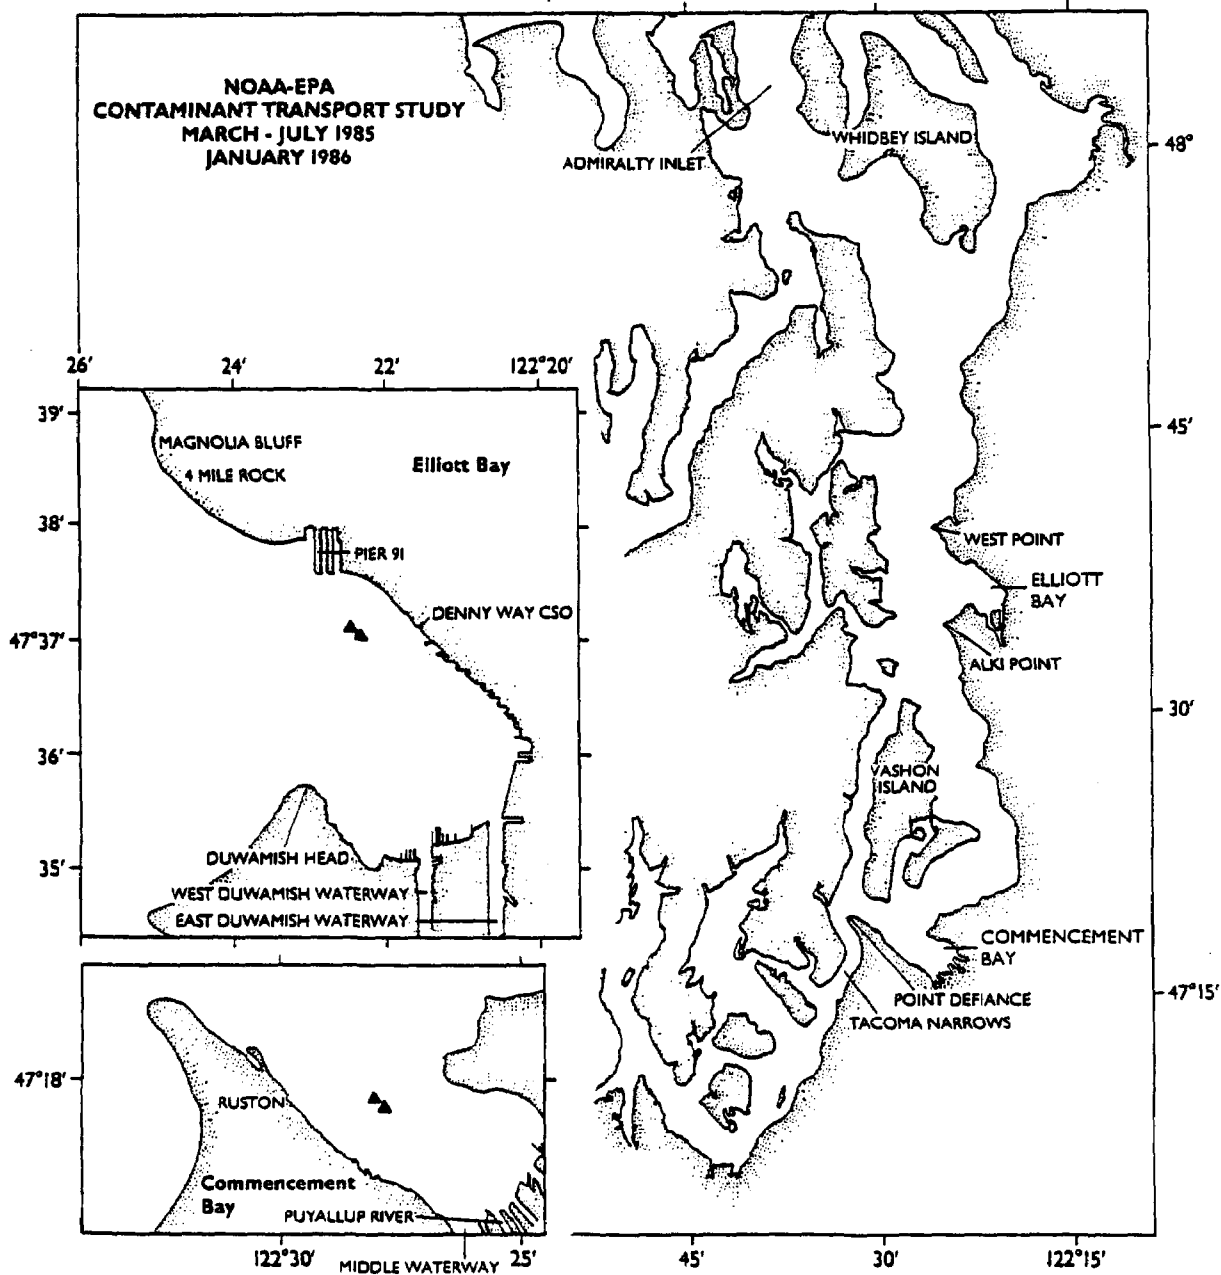 NOAA-EPA
CONTAMINANT TRANSPORT STUDY
MARCH - JULY 1985
JANUARY 1986
ADMIRALTY INLET
WHIDBEY ISLAND
48°
45'
WEST POINT
ELLIOTT
BAY
ALKI POINT
30'
VASHON
ISLAND
COMMENCEMENT
BAY
POINT DEFIANCE
TACOMA NARROWS
47°15'
45'
30'
122°15'
26'
24'
22'
122°20'
39'
38'
47°37'
36'
35'
MAGNOLIA BLUFF
4 MILE ROCK
Elliott Bay
PIER 91
DENNY WAY CSO
DUWAMISH HEAD
WEST DUWAMISH WATERWAY
EAST DUWAMISH WATERWAY
47°18'
RUSTON
Commencement
Bay
PUYALLUP RIVER
122°30'
25'
MIDDLE WATERWAY